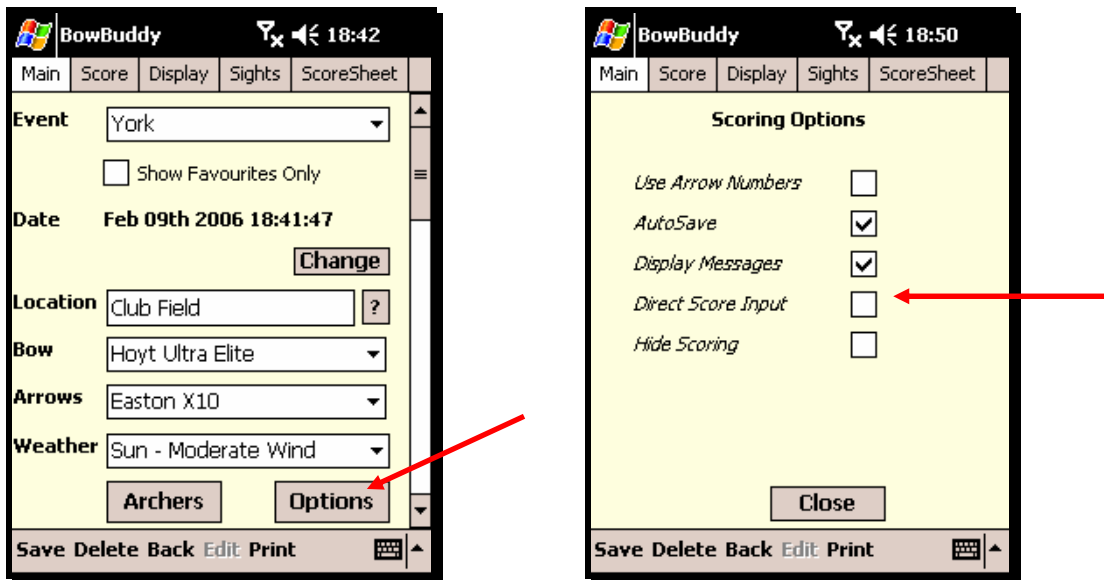 BowBuddy 18:42
Main Score Display Sights ScoreSheet
Event York
Show Favourites Only
Date Feb 09th 2006 18:41:47
Change
Location Club Field ?
Bow Hoyt Ultra Elite
Arrows Easton X10
Weather Sun - Moderate Wind
Archers Options
Save Delete Back Edit Print
BowBuddy 18:50
Main Score Display Sights ScoreSheet
Scoring Options
Use Arrow Numbers
AutoSave
Display Messages
Direct Score Input
Hide Scoring
Close
Save Delete Back Edit Print